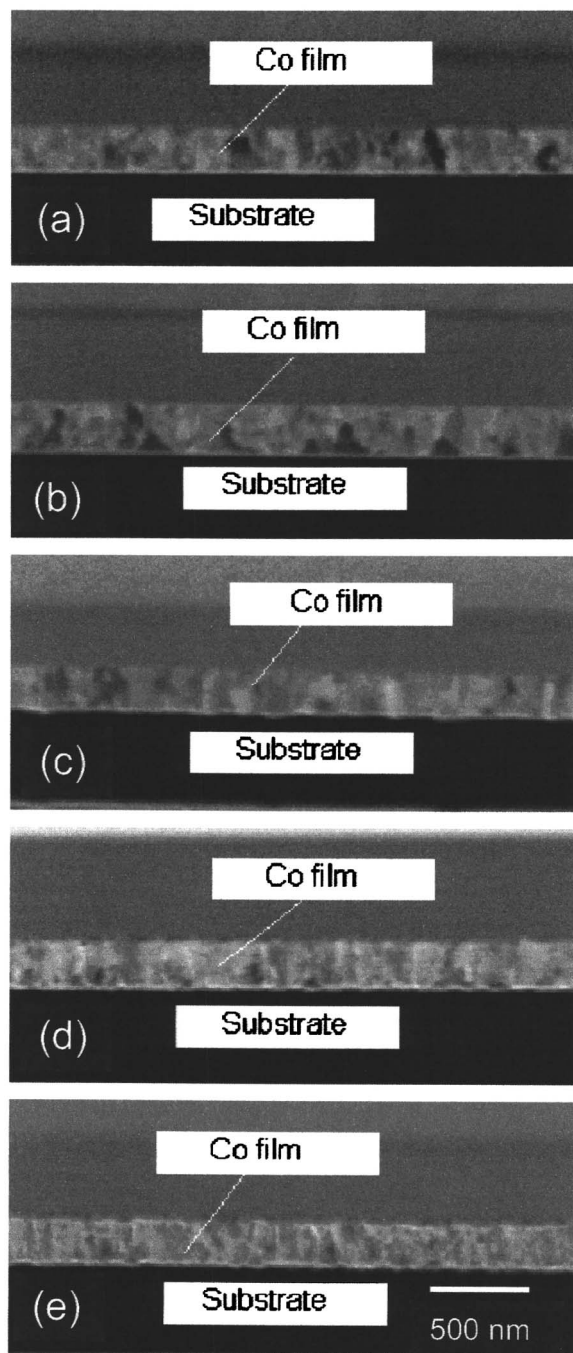 Co film
Substrate
(a)
Co film
Substrate
(b)
Co film
Substrate
(c)
Co film
Substrate
(d)
Co film
Substrate
(e)
500 nm